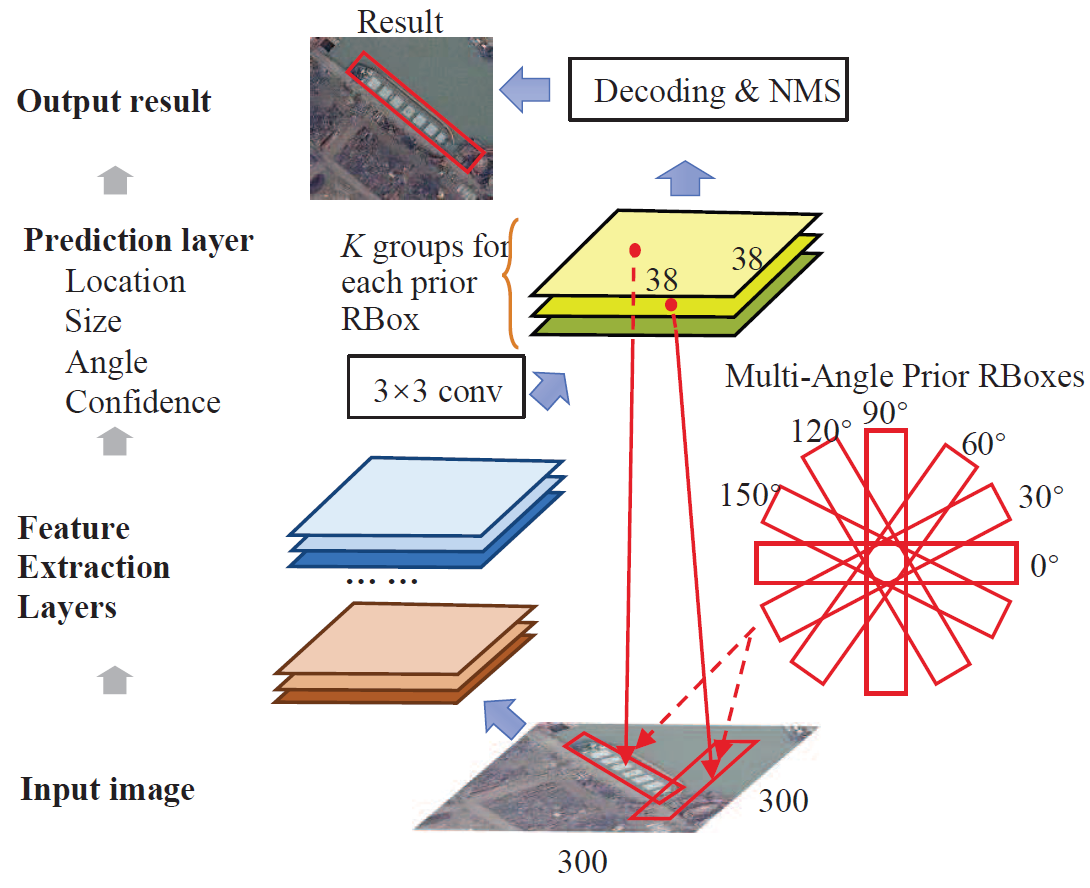 Result
Output result
Decoding & NMS
Prediction layer
Location
Size
Angle
Confidence
K groups for
each prior
RBox
38
38
3×3 conv
Multi-Angle Prior RBoxes
90°
120°
60°
150°
30°
0°
Feature
Extraction
Layers
... ...
Input image
300
300